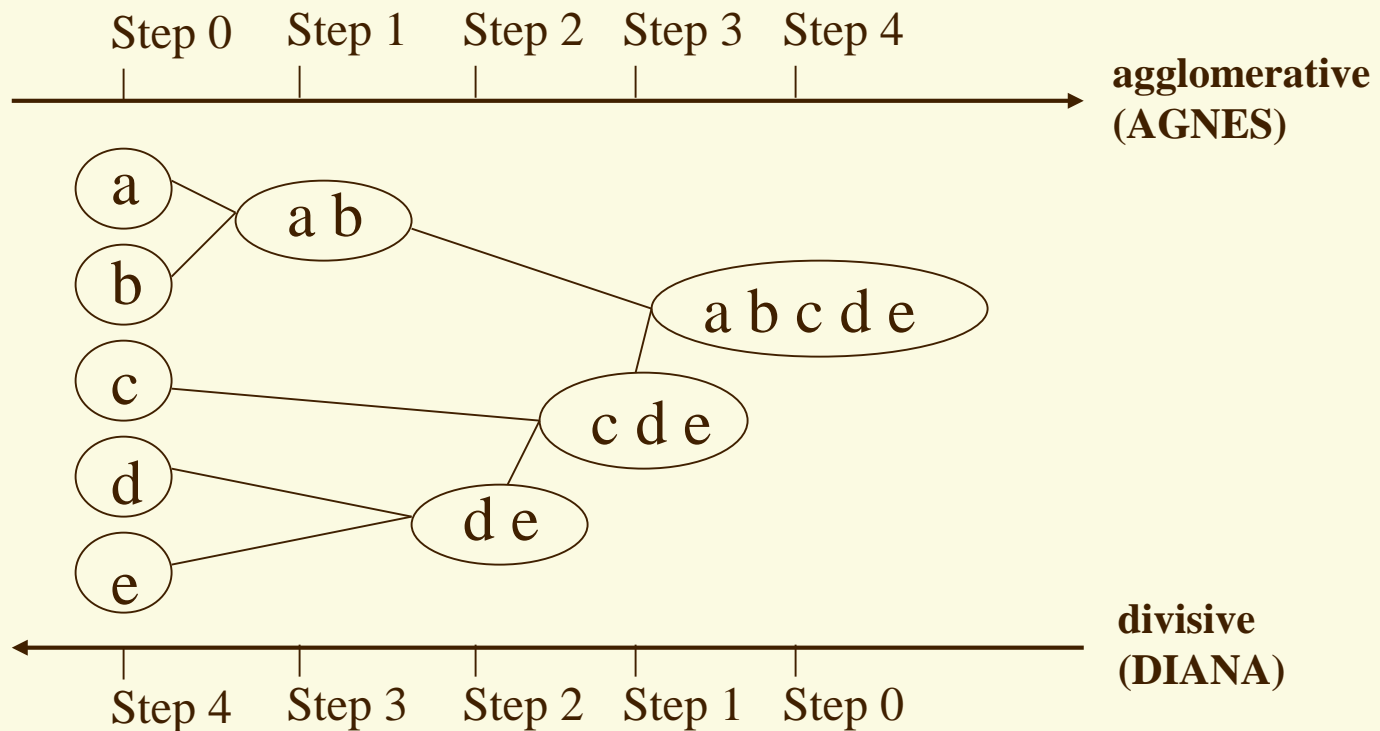 Step 0 Step 1 Step 2 Step 3 Step 4
agglomerative
(AGNES)
a
a b
b
a b c d e
c
c d e
d
d e
e
divisive
(DIANA)
Step 4 Step 3 Step 2 Step 1 Step 0